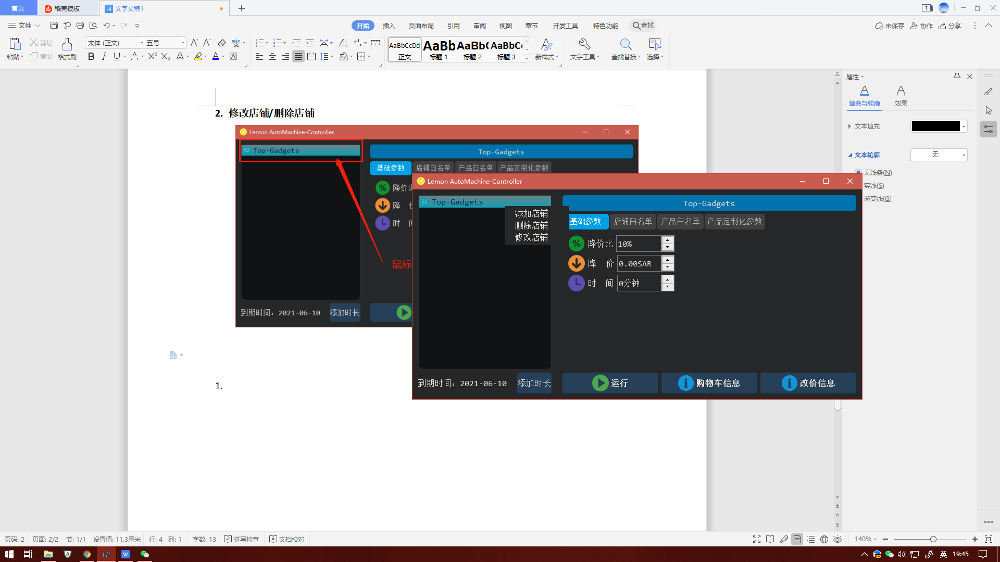 首页
稻壳模板
文字文稿1
文件
开始
插入
页面布局
引用
审阅
视图
章节
开发工具
特色功能
查找
未保存
协作
分享
粘贴
剪切
复制
格式刷
宋体 (正文)
五号
AaBbCcDd
正文
AaBb
标题 1
AaBb(
标题 2
AaBbC
标题 3
新样式
文字工具
查找替换
选择
2. 修改店铺/删除店铺
Lemon AutoMachine-Controller
Top-Gadgets
Top-Gadgets
基础参数
店铺白名单
产品白名单
产品定制化参数
降价比
降 价
时 间
鼠标
到期时间: 2021-06-10
添加时长
Lemon AutoMachine-Controller
Top-Gadgets
添加店铺
删除店铺
修改店铺
Top-Gadgets
基础参数
店铺白名单
产品白名单
产品定制化参数
降价比 10%
降 价 0.00SAR
时 间 0分钟
到期时间: 2021-06-10
添加时长
运行
购物车信息
改价信息
1.
属性
填充与轮廓
效果
文本填充
文本轮廓
无
无线条(N)
实线(S)
渐变线(G)
页码: 2
页面: 2/2
节: 1/1
设置值: 11.3厘米
行: 4
列: 1
字数: 13
拼写检查
文档校对
140%
英
19:45